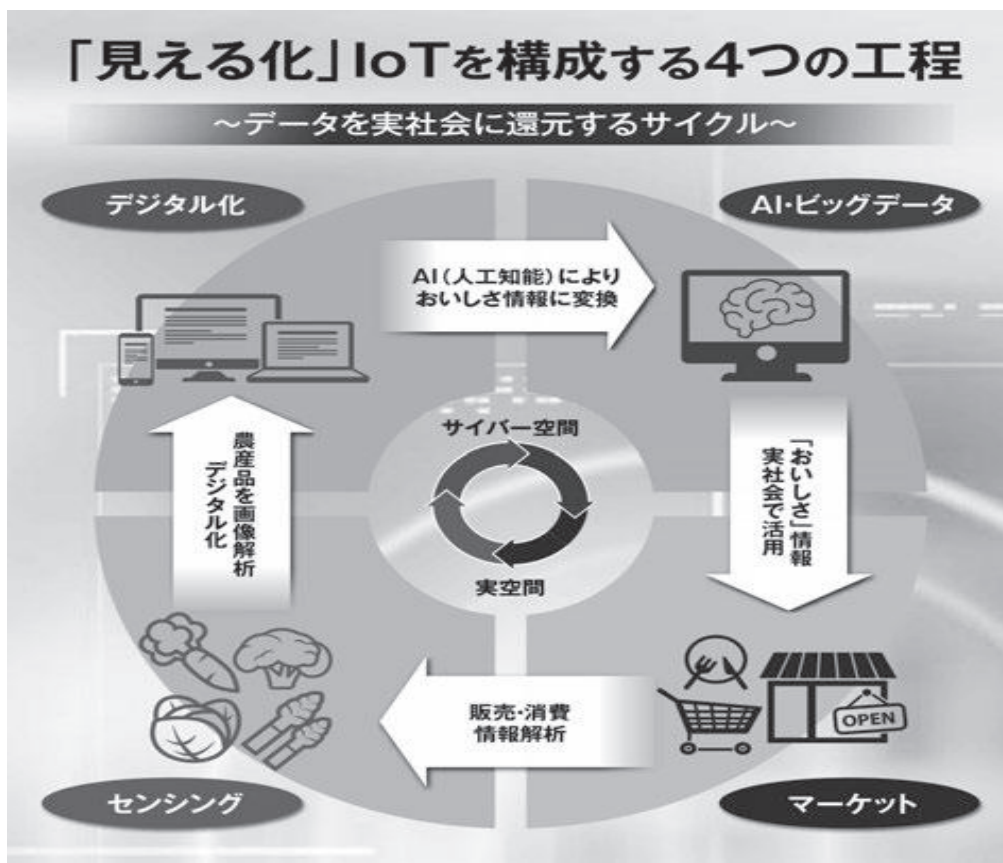 「見える化」IoTを構成する4つの工程
～データを実社会に還元するサイクル～
デジタル化
AI・ビッグデータ
AI（人工知能）により
おいしさ情報に変換
サイバー空間
実空間
農産品を画像解析
デジタル化
「おいしさ」情報
実社会で活用
販売・消費
情報解析
OPEN
センシング
マーケット